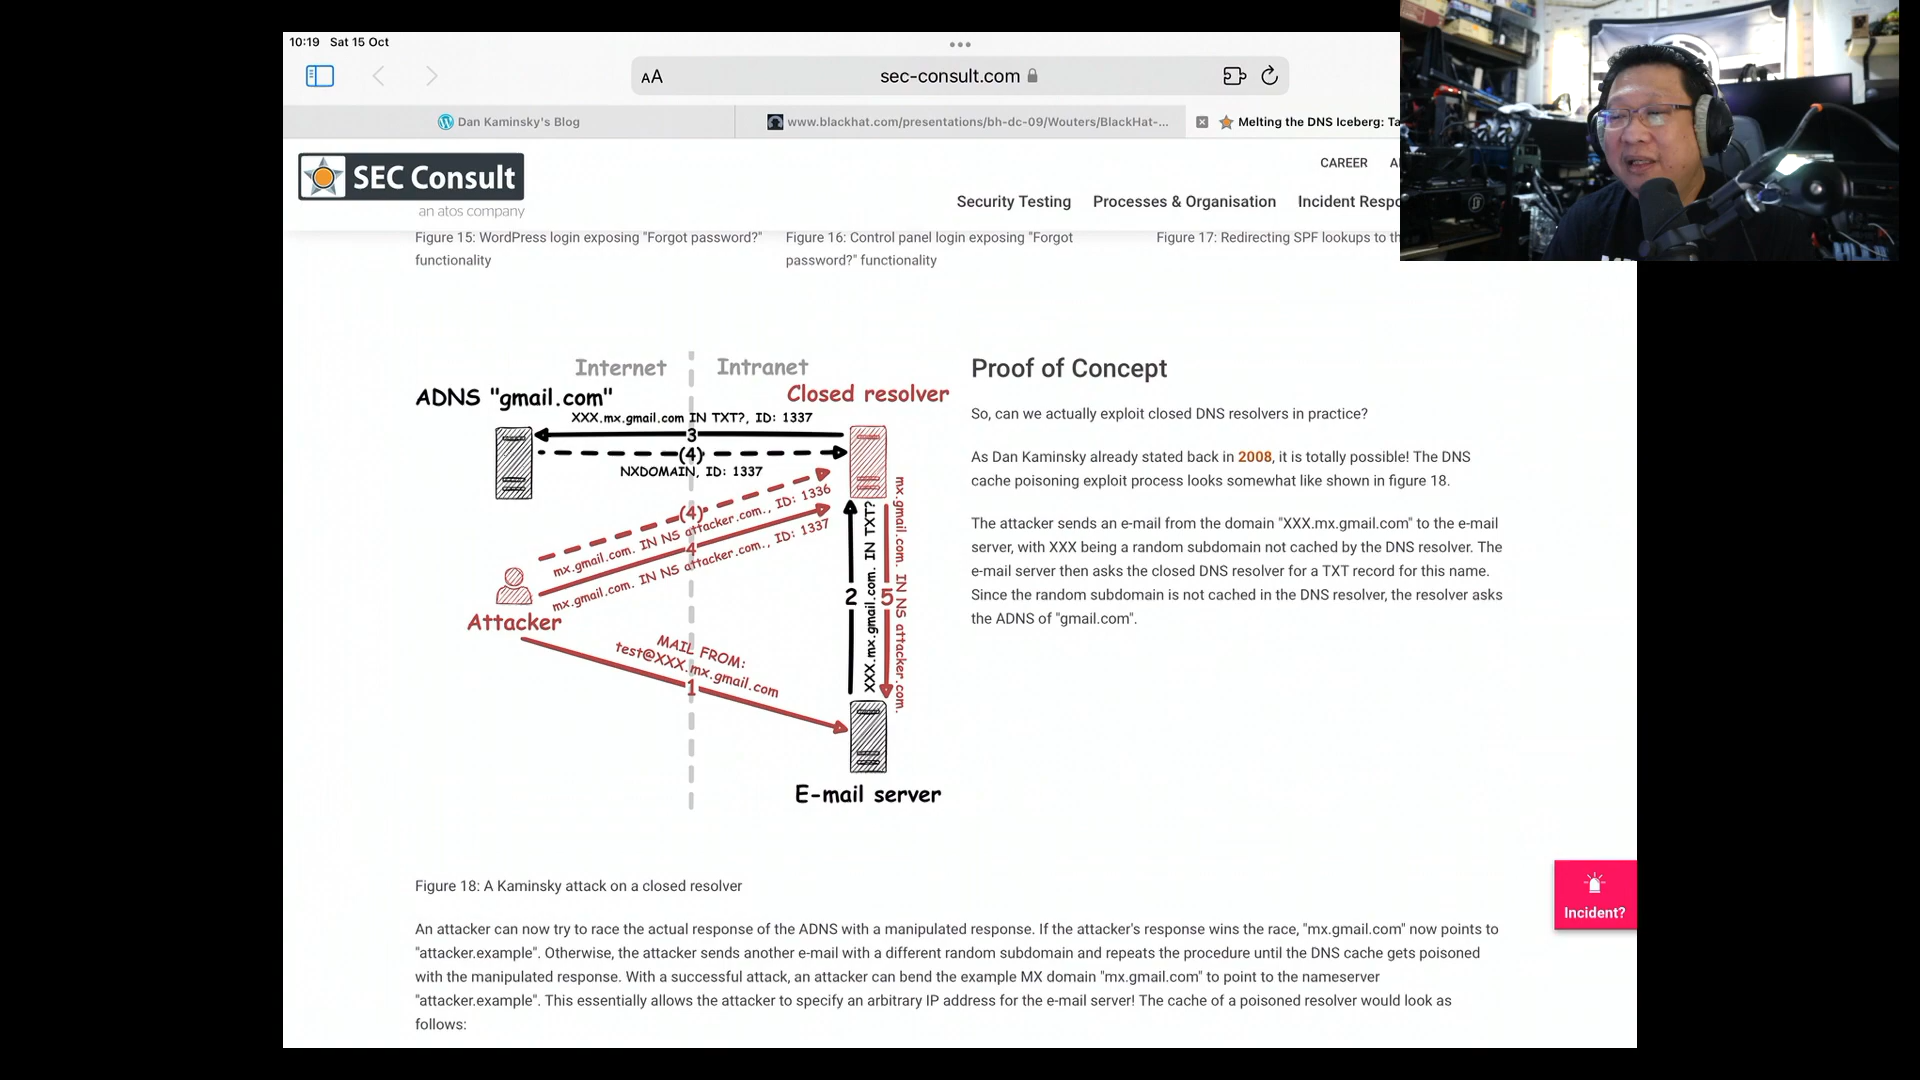 10:19 Sat 15 Oct
AA
sec-consult.com
Dan Kaminsky's Blog
www.blackhat.com/presentations/bh-dc-09/Wouters/BlackHat-...
Melting the DNS Iceberg: Ta
SEC Consult
an atos company
CAREER
Security Testing
Processes & Organisation
Incident Respo
Figure 15: WordPress login exposing "Forgot password?"
functionality
Figure 16: Control panel login exposing "Forgot
password?" functionality
Figure 17: Redirecting SPF lookups to th
Internet
Intranet
ADNS "gmail.com"
Closed resolver
XXX.mx.gmail.com IN TXT?, ID: 1337
3
(4)
NXDOMAIN, ID: 1337
(4)
mx.gmail.com. IN NS attacker.com., ID: 1336
4
mx.gmail.com. IN NS attacker.com., ID: 1337
Attacker
MAIL FROM:
test@XXX.mx.gmail.com
1
2
XXX.mx.gmail.com. IN TXT?
5
mx.gmail.com. IN NS attacker.com.
E-mail server
Proof of Concept
So, can we actually exploit closed DNS resolvers in practice?
As Dan Kaminsky already stated back in 2008, it is totally possible! The DNS
cache poisoning exploit process looks somewhat like shown in figure 18.
The attacker sends an e-mail from the domain "XXX.mx.gmail.com" to the e-mail
server, with XXX being a random subdomain not cached by the DNS resolver. The
e-mail server then asks the closed DNS resolver for a TXT record for this name.
Since the random subdomain is not cached in the DNS resolver, the resolver asks
the ADNS of "gmail.com".
Figure 18: A Kaminsky attack on a closed resolver
An attacker can now try to race the actual response of the ADNS with a manipulated response. If the attacker's response wins the race, "mx.gmail.com" now points to
"attacker.example". Otherwise, the attacker sends another e-mail with a different random subdomain and repeats the procedure until the DNS cache gets poisoned
with the manipulated response. With a successful attack, an attacker can bend the example MX domain "mx.gmail.com" to point to the nameserver
"attacker.example". This essentially allows the attacker to specify an arbitrary IP address for the e-mail server! The cache of a poisoned resolver would look as
follows:
Incident?